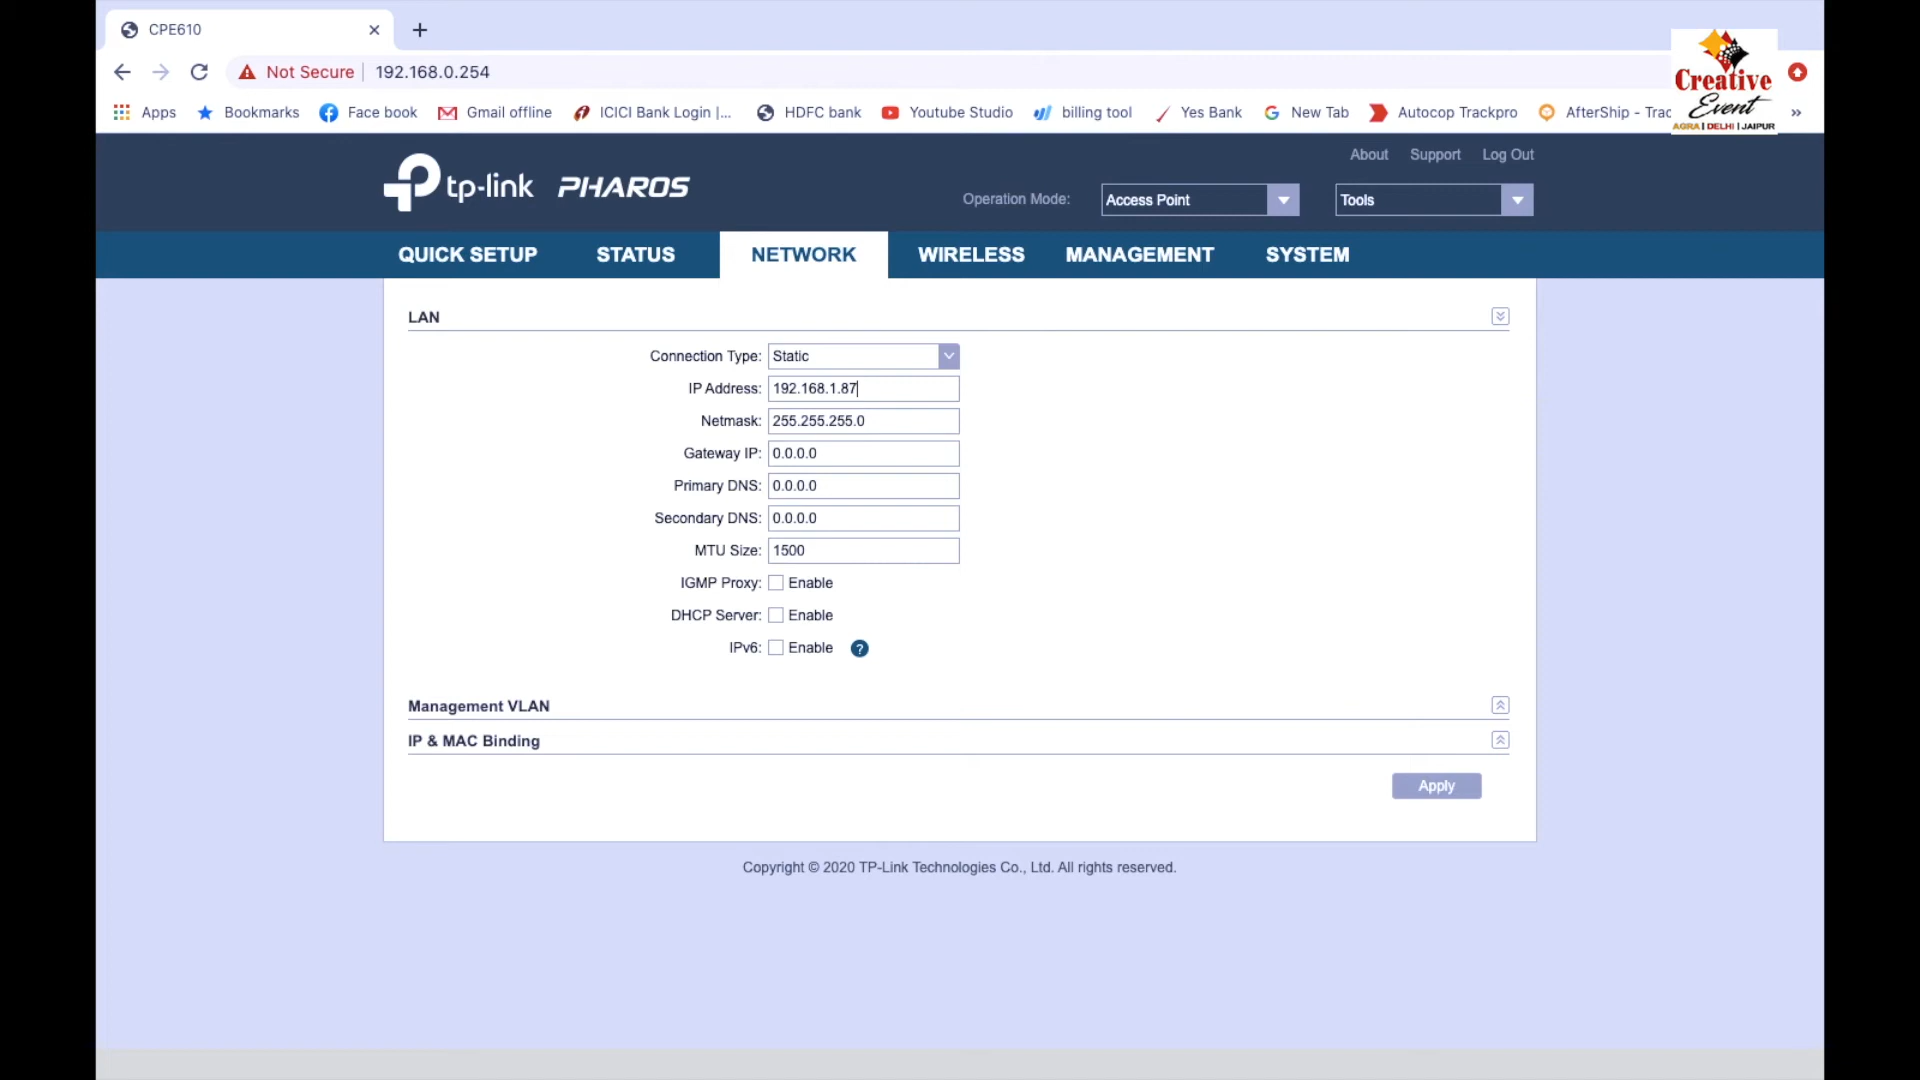 CPE610
Not Secure 192.168.0.254
Apps Bookmarks Face book Gmail offline ICICI Bank Login |... HDFC bank Youtube Studio billing tool Yes Bank New Tab Autocop Trackpro AfterShip - Trac »
Creative
Event
AGRA | DELHI | JAIPUR
About Support Log Out
tp-link PHAROS
Operation Mode: Access Point Tools
QUICK SETUP STATUS NETWORK WIRELESS MANAGEMENT SYSTEM
LAN
Connection Type: Static
IP Address: 192.168.1.87
Netmask: 255.255.255.0
Gateway IP: 0.0.0.0
Primary DNS: 0.0.0.0
Secondary DNS: 0.0.0.0
MTU Size: 1500
IGMP Proxy: Enable
DHCP Server: Enable
IPv6: Enable ?
Management VLAN
IP & MAC Binding
Apply
Copyright © 2020 TP-Link Technologies Co., Ltd. All rights reserved.